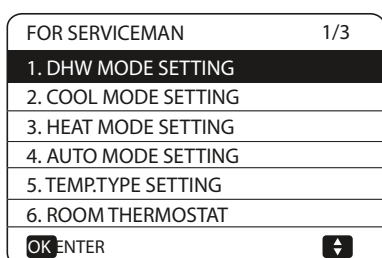 FOR SERVICEMAN 1/3
1. DHW MODE SETTING
2. COOL MODE SETTING
3. HEAT MODE SETTING
4. AUTO MODE SETTING
5. TEMP.TYPE SETTING
6. ROOM THERMOSTAT
OK ENTER